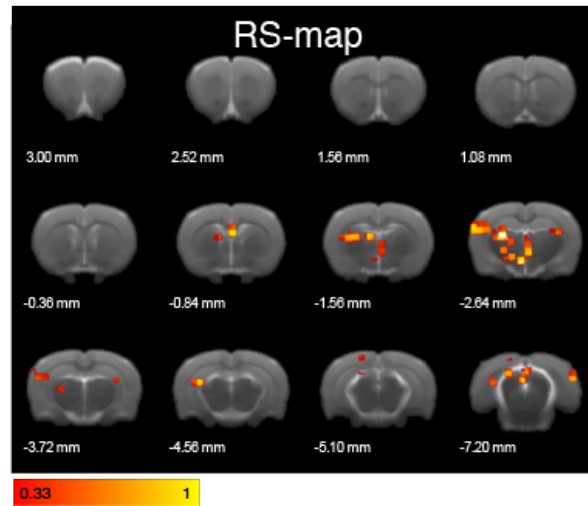 RS-map
3.00 mm
2.52 mm
1.56 mm
1.08 mm
-0.36 mm
-0.84 mm
-1.56 mm
-2.64 mm
-3.72 mm
-4.56 mm
-5.10 mm
-7.20 mm
0.33
1